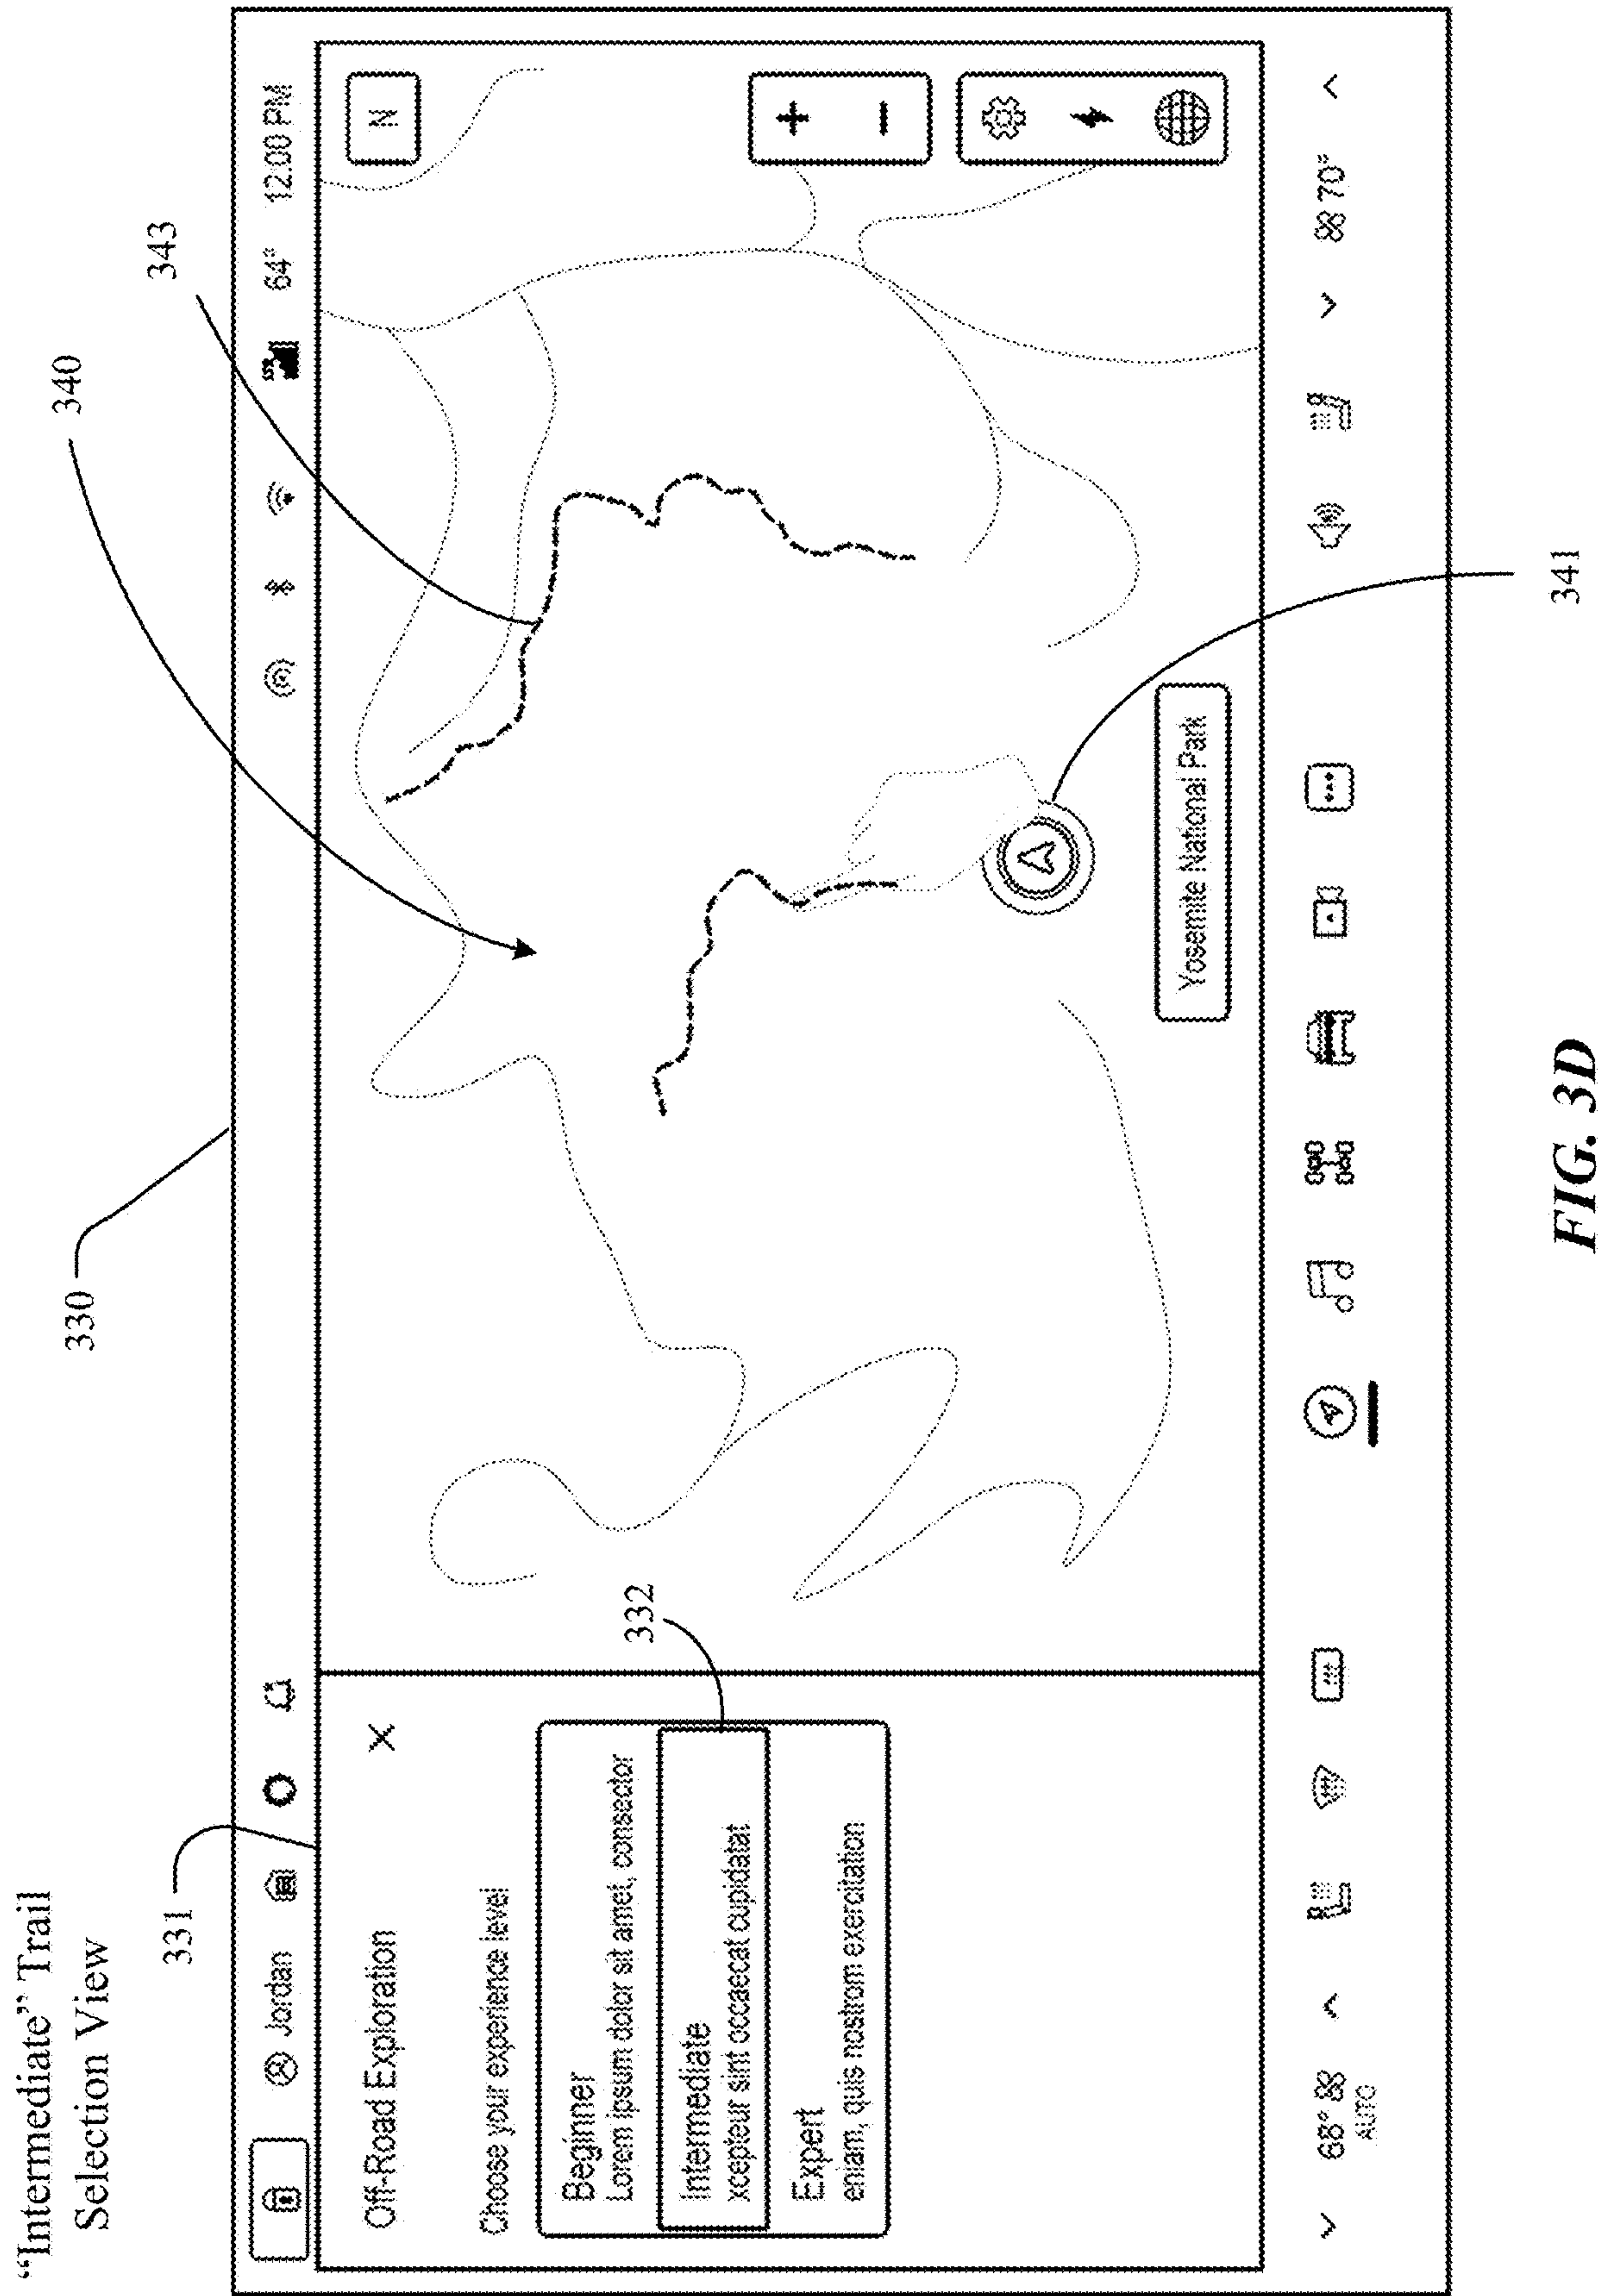 “Intermediate” Trail
Selection View
330
340
343
331
Jordan
64°
12:00 PM
Off-Road Exploration
Choose your experience level
Beginner
Lorem ipsum dolor sit amet, consector
Intermediate
xcepteur sint occaecat cupidatat
Expert
eniam, quis nostrom exercitation
332
N
Yosemite National Park
341
68°
AUTO
70°
FIG. 3D